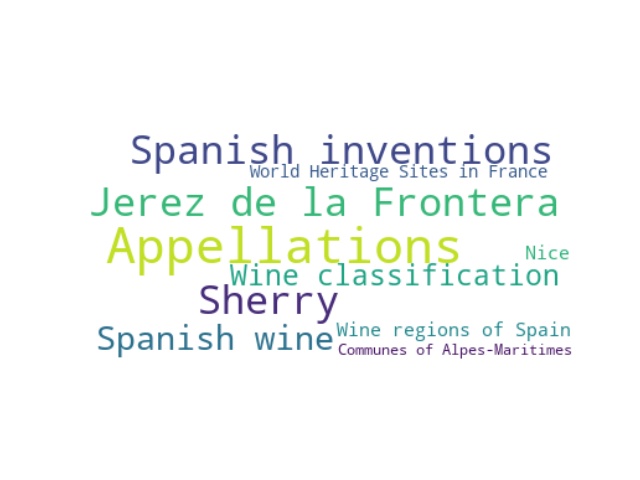 Spanish inventions
World Heritage Sites in France
Jerez de la Frontera
Appellations
Nice
Wine classification
Sherry
Spanish wine
Wine regions of Spain
Communes of Alpes-Maritimes